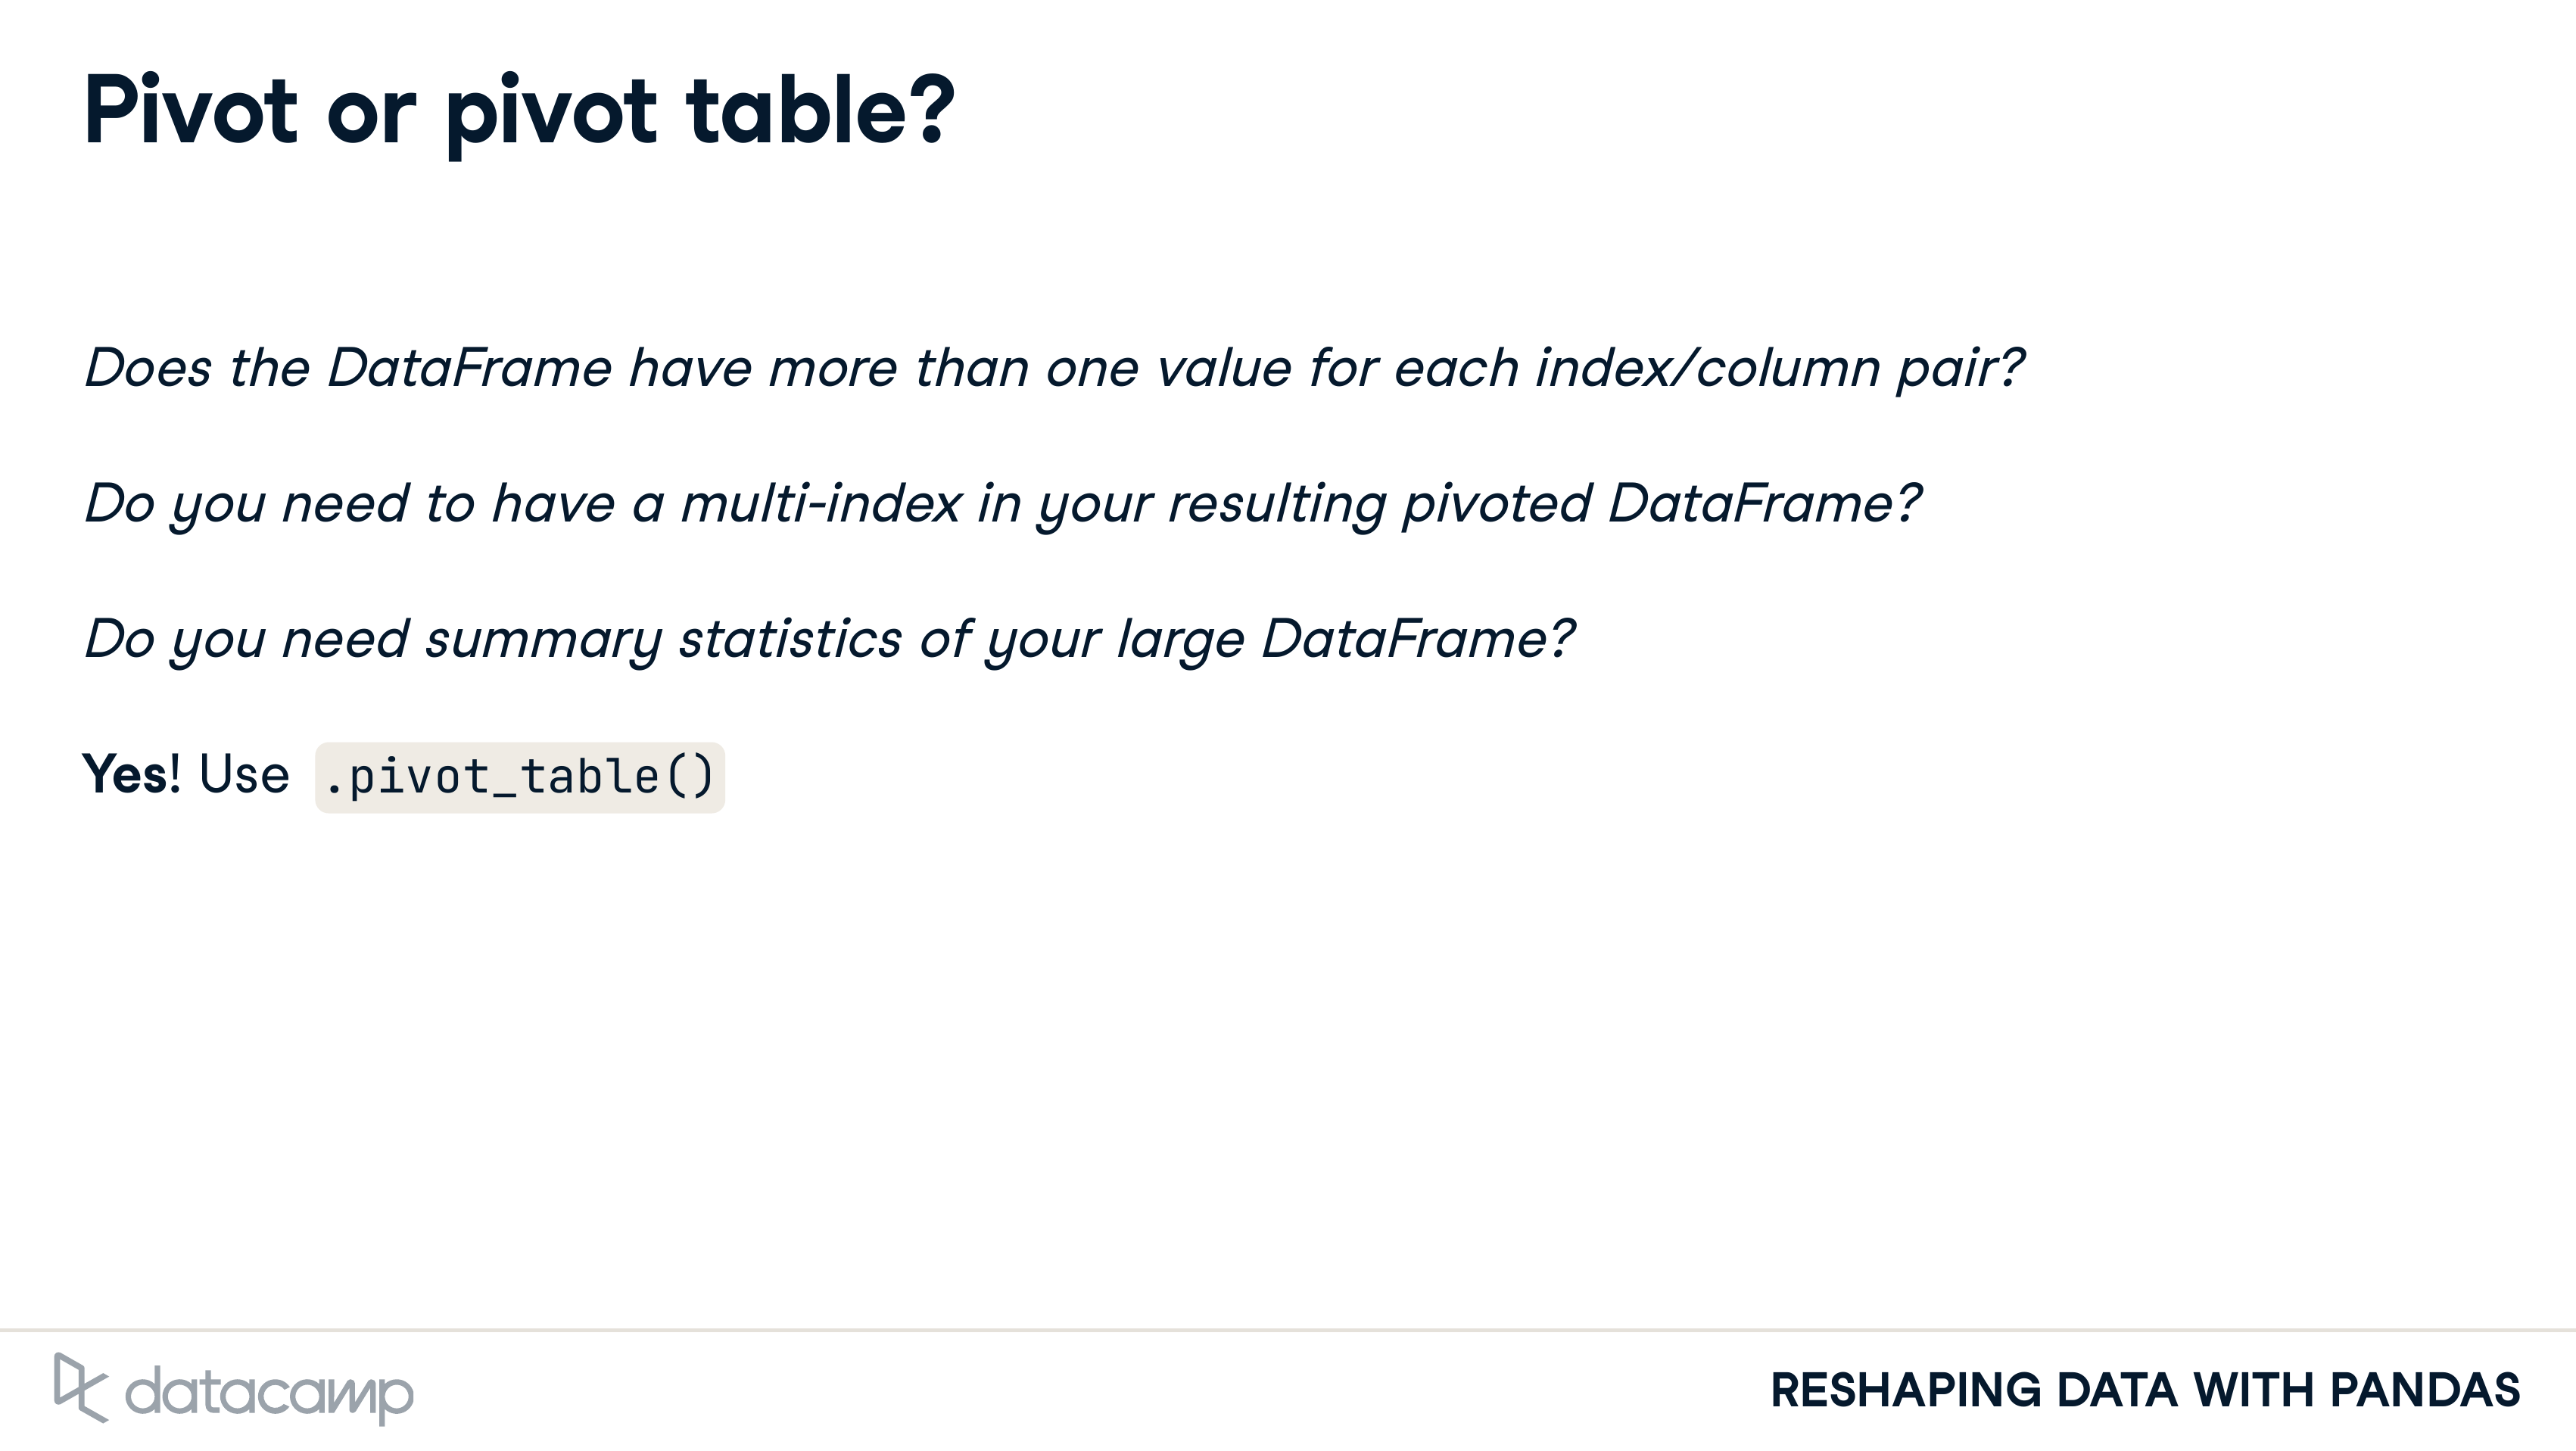 Pivot or pivot table?
Does the DataFrame have more than one value for each index/column pair?
Do you need to have a multi-index in your resulting pivoted DataFrame?
Do you need summary statistics of your large DataFrame?
Yes! Use .pivot_table()
datacamp
RESHAPING DATA WITH PANDAS